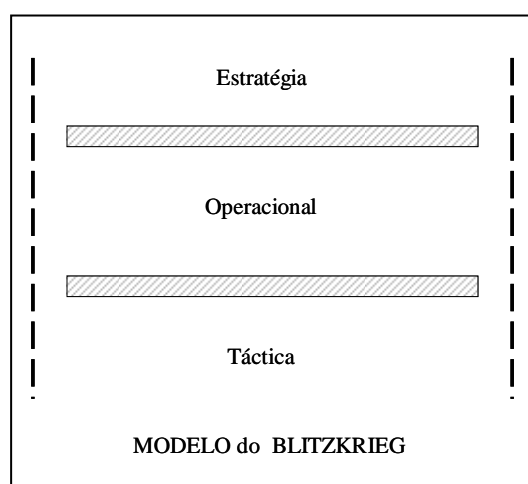 Estratégia
Operacional
Táctica
MODELO do BLITZKRIEG